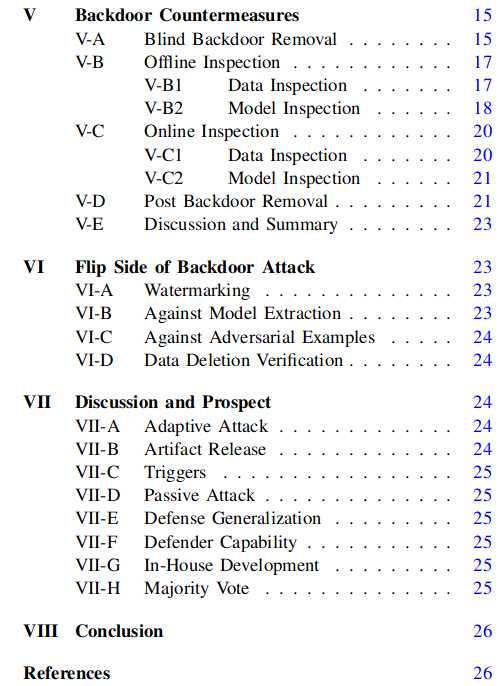 V Backdoor Countermeasures 15
V-A Blind Backdoor Removal . . . . . . . . 15
V-B Offline Inspection . . . . . . . . . . . . 17
V-B1 Data Inspection . . . . . . . 17
V-B2 Model Inspection . . . . . . 18
V-C Online Inspection . . . . . . . . . . . . 20
V-C1 Data Inspection . . . . . . . 20
V-C2 Model Inspection . . . . . . 21
V-D Post Backdoor Removal . . . . . . . . . 21
V-E Discussion and Summary . . . . . . . . 23
VI Flip Side of Backdoor Attack 23
VI-A Watermarking . . . . . . . . . . . . . . 23
VI-B Against Model Extraction . . . . . . . . 23
VI-C Against Adversarial Examples . . . . . 24
VI-D Data Deletion Verification . . . . . . . . 24
VII Discussion and Prospect 24
VII-A Adaptive Attack . . . . . . . . . . . . . 24
VII-B Artifact Release . . . . . . . . . . . . . 24
VII-C Triggers . . . . . . . . . . . . . . . . . 25
VII-D Passive Attack . . . . . . . . . . . . . . 25
VII-E Defense Generalization . . . . . . . . . 25
VII-F Defender Capability . . . . . . . . . . . 25
VII-G In-House Development . . . . . . . . . 25
VII-H Majority Vote . . . . . . . . . . . . . . 25
VIII Conclusion 26
References 26